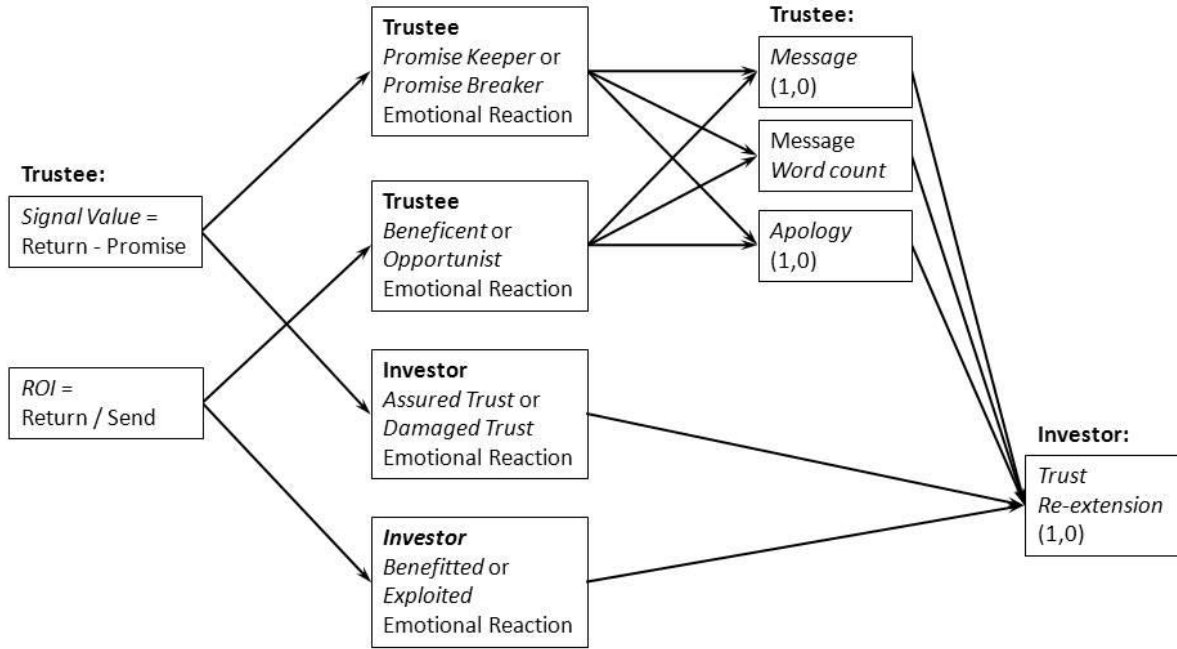 Trustee:
Signal Value =
Return - Promise
ROI =
Return / Send
Trustee
Promise Keeper or
Promise Breaker
Emotional Reaction
Trustee
Beneficent or
Opportunist
Emotional Reaction
Investor
Assured Trust or
Damaged Trust
Emotional Reaction
Investor
Benefitted or
Exploited
Emotional Reaction
Trustee:
Message
(1,0)
Message
Word count
Apology
(1,0)
Investor:
Trust
Re-extension
(1,0)